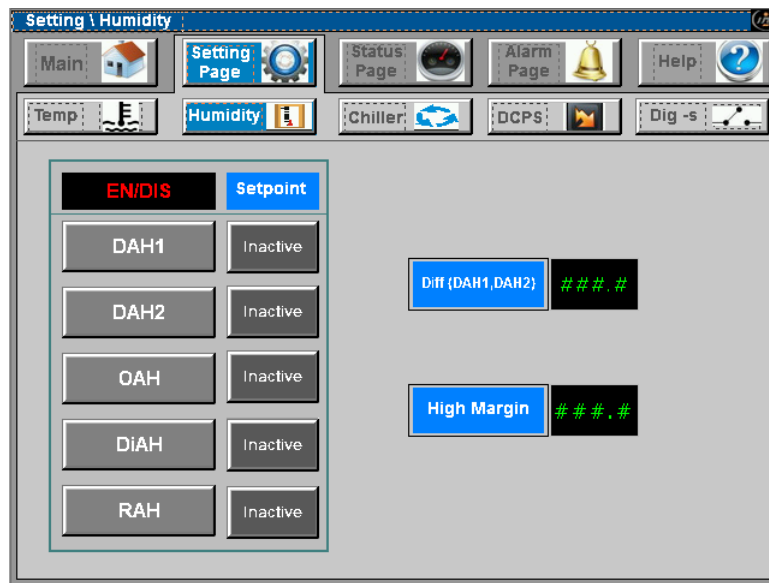 Setting \ Humidity
Main
Setting
Page
Status
Page
Alarm
Page
Help
Temp
Humidity
Chiller
DCPS
Dig -s
EN/DIS
Setpoint
DAH1
Inactive
DAH2
Inactive
OAH
Inactive
DiAH
Inactive
RAH
Inactive
Diff {DAH1,DAH2}
###.#
High Margin
###.#